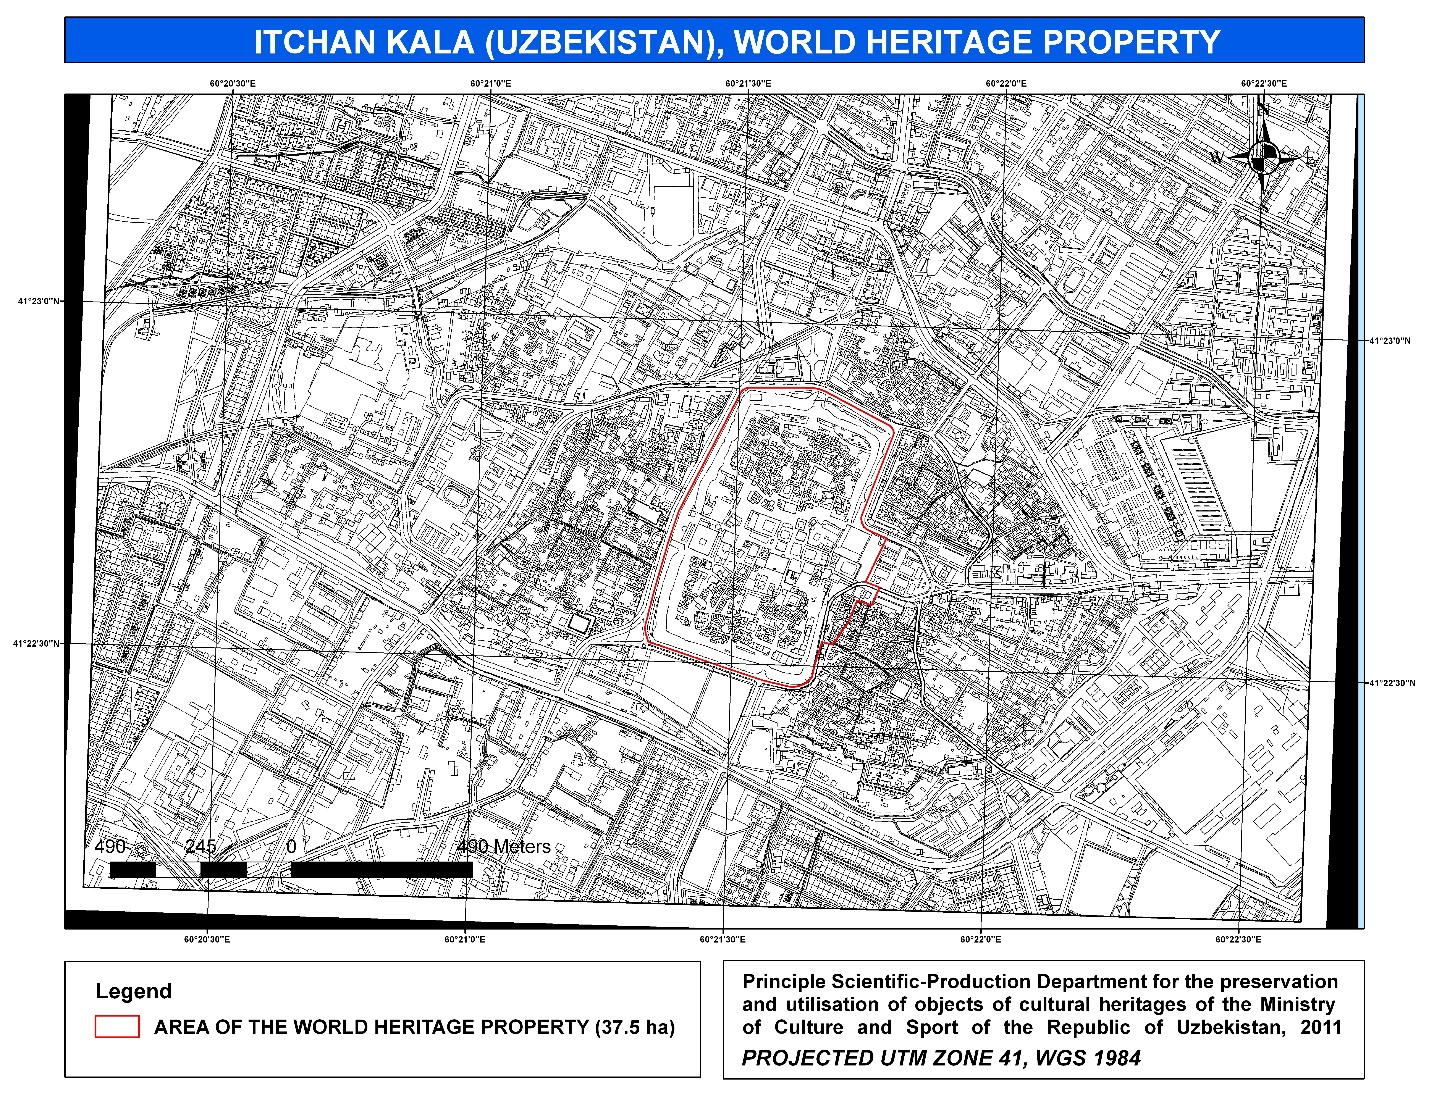 ITCHAN KALA (UZBEKISTAN), WORLD HERITAGE PROPERTY
60°20'30"E 60°21'0"E 60°21'30"E 60°22'0"E 60°22'30"E
W
41°23'0"N
41°23'0"N
41°22'30"N
41°22'30"N
490 245 0 490 Meters
60°20'30"E 60°21'0"E 60°21'30"E 60°22'0"E 60°22'30"E
Legend
AREA OF THE WORLD HERITAGE PROPERTY (37.5 ha)
Principle Scientific-Production Department for the preservation
and utilisation of objects of cultural heritages of the Ministry
of Culture and Sport of the Republic of Uzbekistan, 2011
PROJECTED UTM ZONE 41, WGS 1984